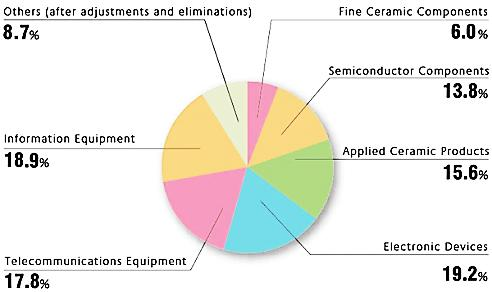 Others (after adjustments and eliminations)
8.7%
Fine Ceramic Components
6.0%
Semiconductor Components
13.8%
Information Equipment
18.9%
Applied Ceramic Products
15.6%
Electronic Devices
19.2%
Telecommunications Equipment
17.8%